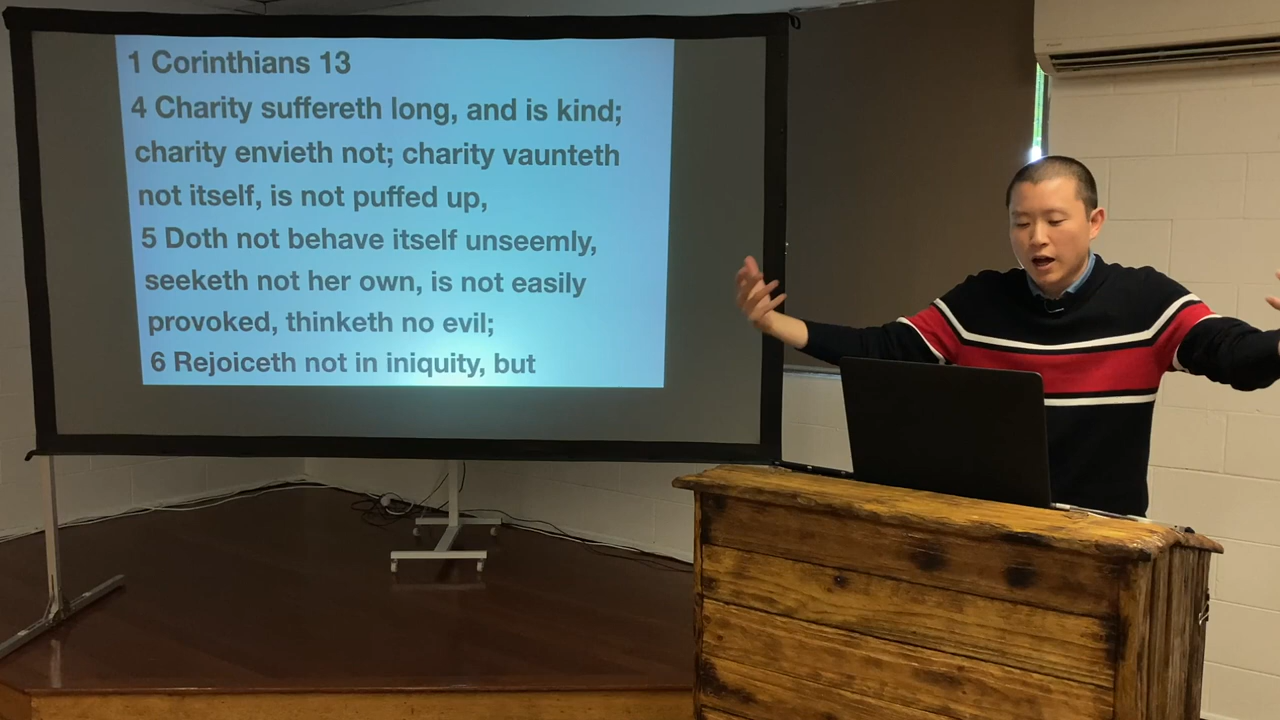 1 Corinthians 13
4 Charity suffereth long, and is kind;
charity envieth not; charity vaunteth
not itself, is not puffed up,
5 Doth not behave itself unseemly,
seeketh not her own, is not easily
provoked, thinketh no evil;
6 Rejoiceth not in iniquity, but